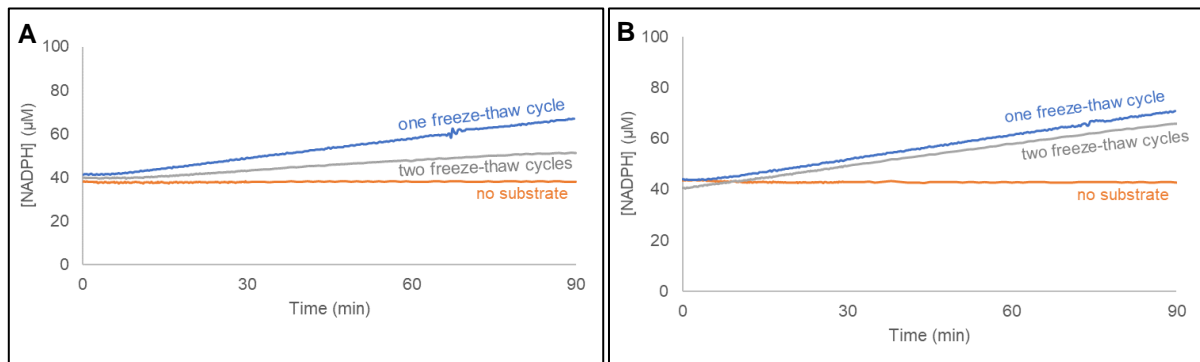 A
100
80
60
40
20
0
[NADPH] (µM)
one freeze-thaw cycle
two freeze-thaw cycles
no substrate
0 30 60 90
Time (min)
B
100
80
60
40
20
0
[NADPH] (µM)
one freeze-thaw cycle
two freeze-thaw cycles
no substrate
0 30 60 90
Time (min)